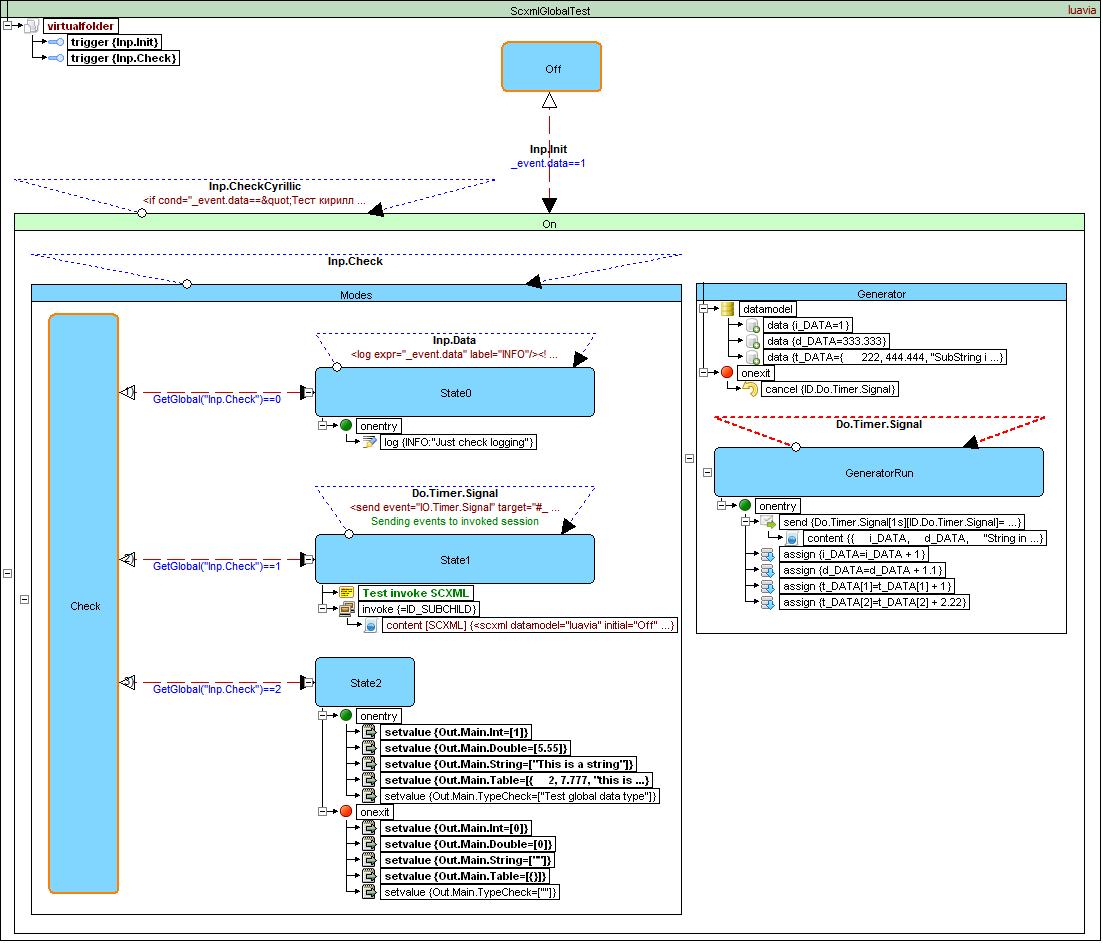 ScxmlGlobalTest
luavia
virtualfolder
trigger {Inp.Init}
trigger {Inp.Check}
Off
Inp.Init
_event.data==1
Inp.CheckCyrillic
<if cond="_event.data==&quot;Тест кирилл ...
On
Inp.Check
Modes
Check
Inp.Data
<log expr="_event.data" label="INFO"/><! ...
1
GetGlobal("Inp.Check")==0
State0
onentry
log {INFO:"Just check logging"}
Do.Timer.Signal
<send event="IO.Timer.Signal" target="#_ ...
Sending events to invoked session
2
GetGlobal("Inp.Check")==1
State1
Test invoke SCXML
invoke {=ID_SUBCHILD}
content [SCXML] {<scxml datamodel="luavia" initial="Off" ...}
3
GetGlobal("Inp.Check")==2
State2
onentry
setvalue {Out.Main.Int=[1]}
setvalue {Out.Main.Double=[5.55]}
setvalue {Out.Main.String=["This is a string"]}
setvalue {Out.Main.Table=[{ 2, 7.777, "this is ...}
setvalue {Out.Main.TypeCheck=["Test global data type"]}
onexit
setvalue {Out.Main.Int=[0]}
setvalue {Out.Main.Double=[0]}
setvalue {Out.Main.String=[""]}
setvalue {Out.Main.Table=[{}]}
setvalue {Out.Main.TypeCheck=[""]}
Generator
datamodel
data {i_DATA=1}
data {d_DATA=333.333}
data {t_DATA={ 222, 444.444, "SubString i ...}
onexit
cancel {ID.Do.Timer.Signal}
Do.Timer.Signal
GeneratorRun
onentry
send {Do.Timer.Signal[1s][ID.Do.Timer.Signal]= ...}
content {{ i_DATA, d_DATA, "String in ...}
assign {i_DATA=i_DATA + 1}
assign {d_DATA=d_DATA + 1.1}
assign {t_DATA[1]=t_DATA[1] + 1}
assign {t_DATA[2]=t_DATA[2] + 2.22}